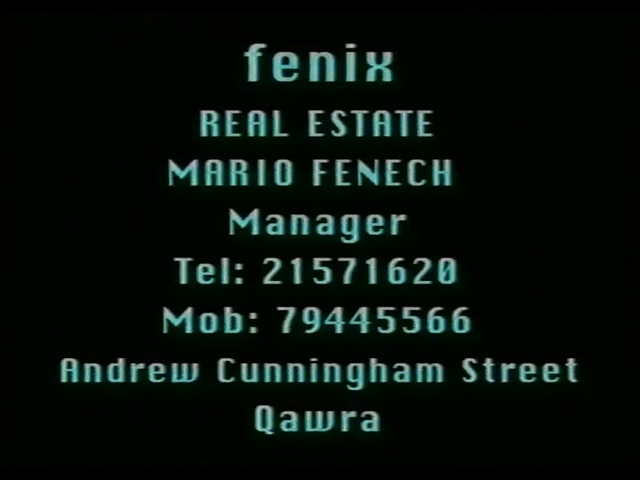 fenix
REAL ESTATE
MARIO FENECH
Manager
Tel: 21571620
Mob: 79445566
Andrew Cunningham Street
Qawra